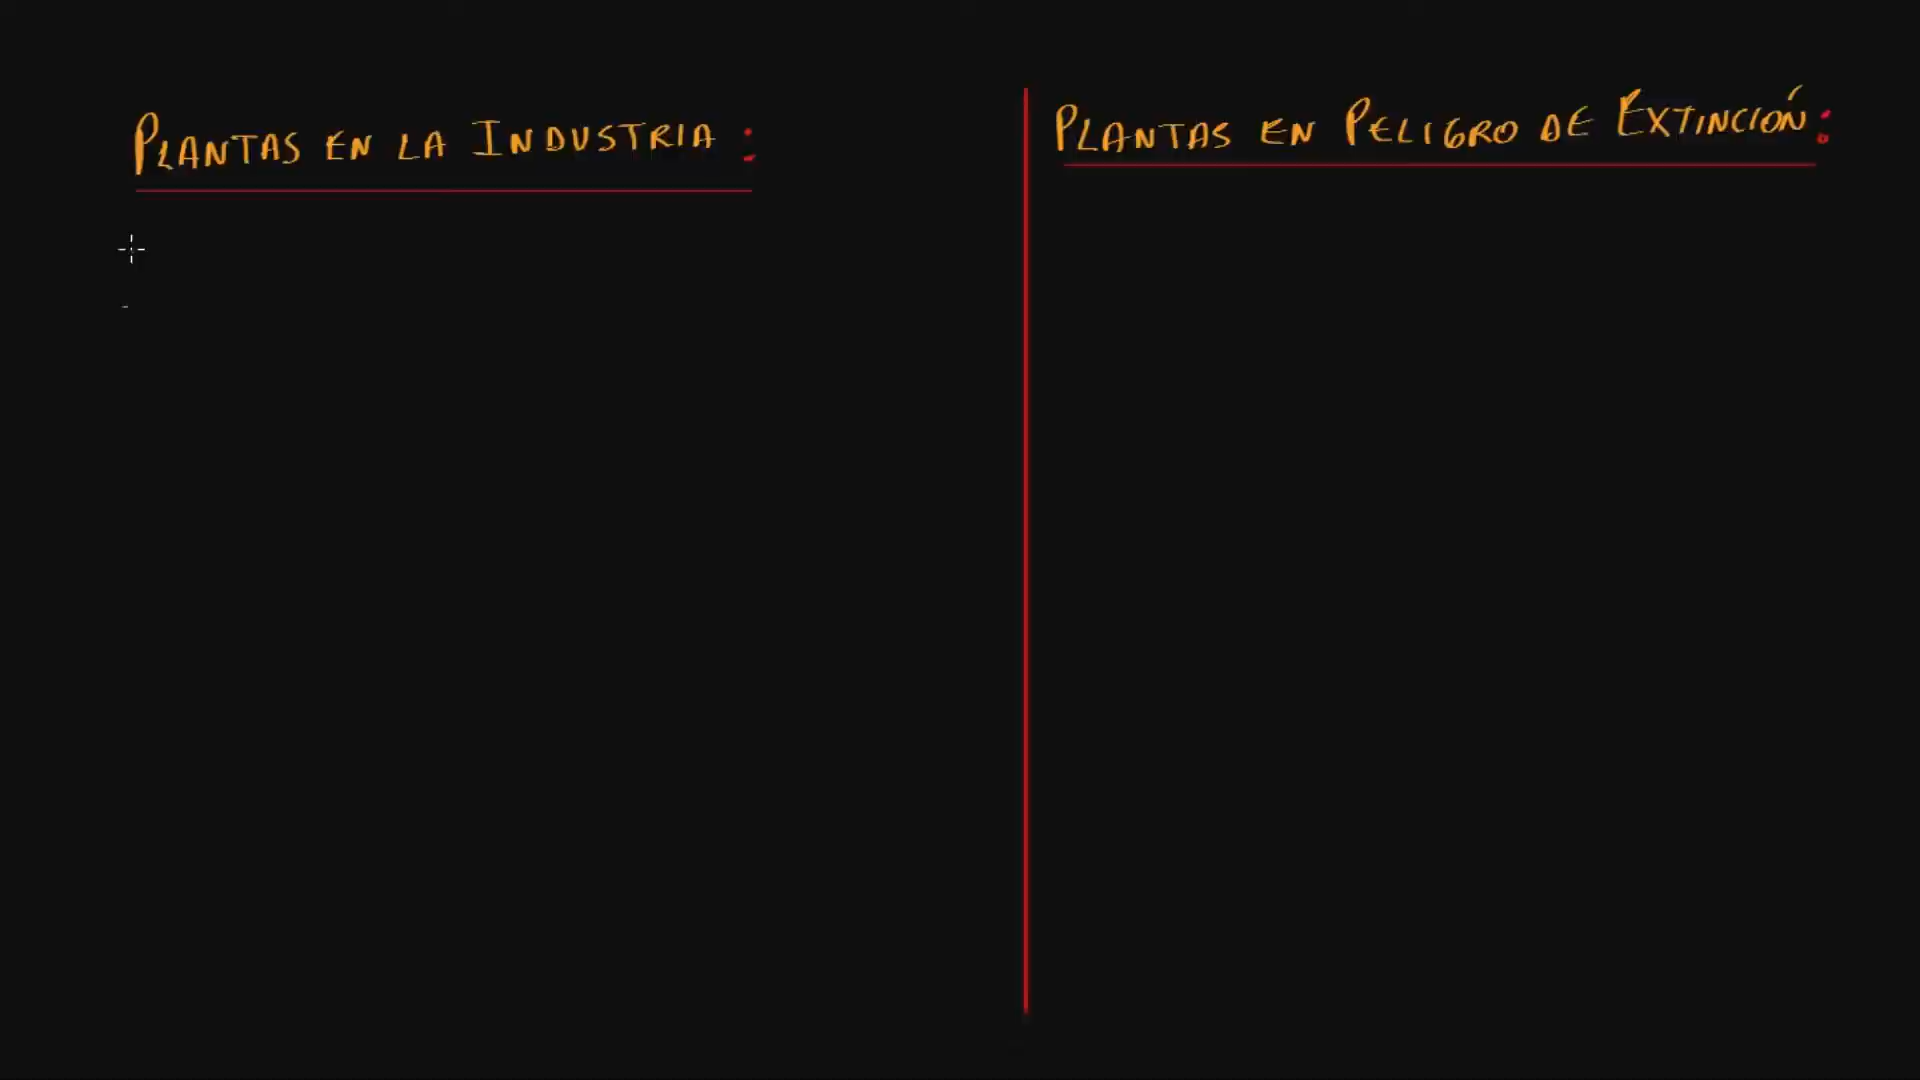 PLANTAS EN LA INDUSTRIA :
PLANTAS EN PELIGRO DE EXTINCIÓN :
-